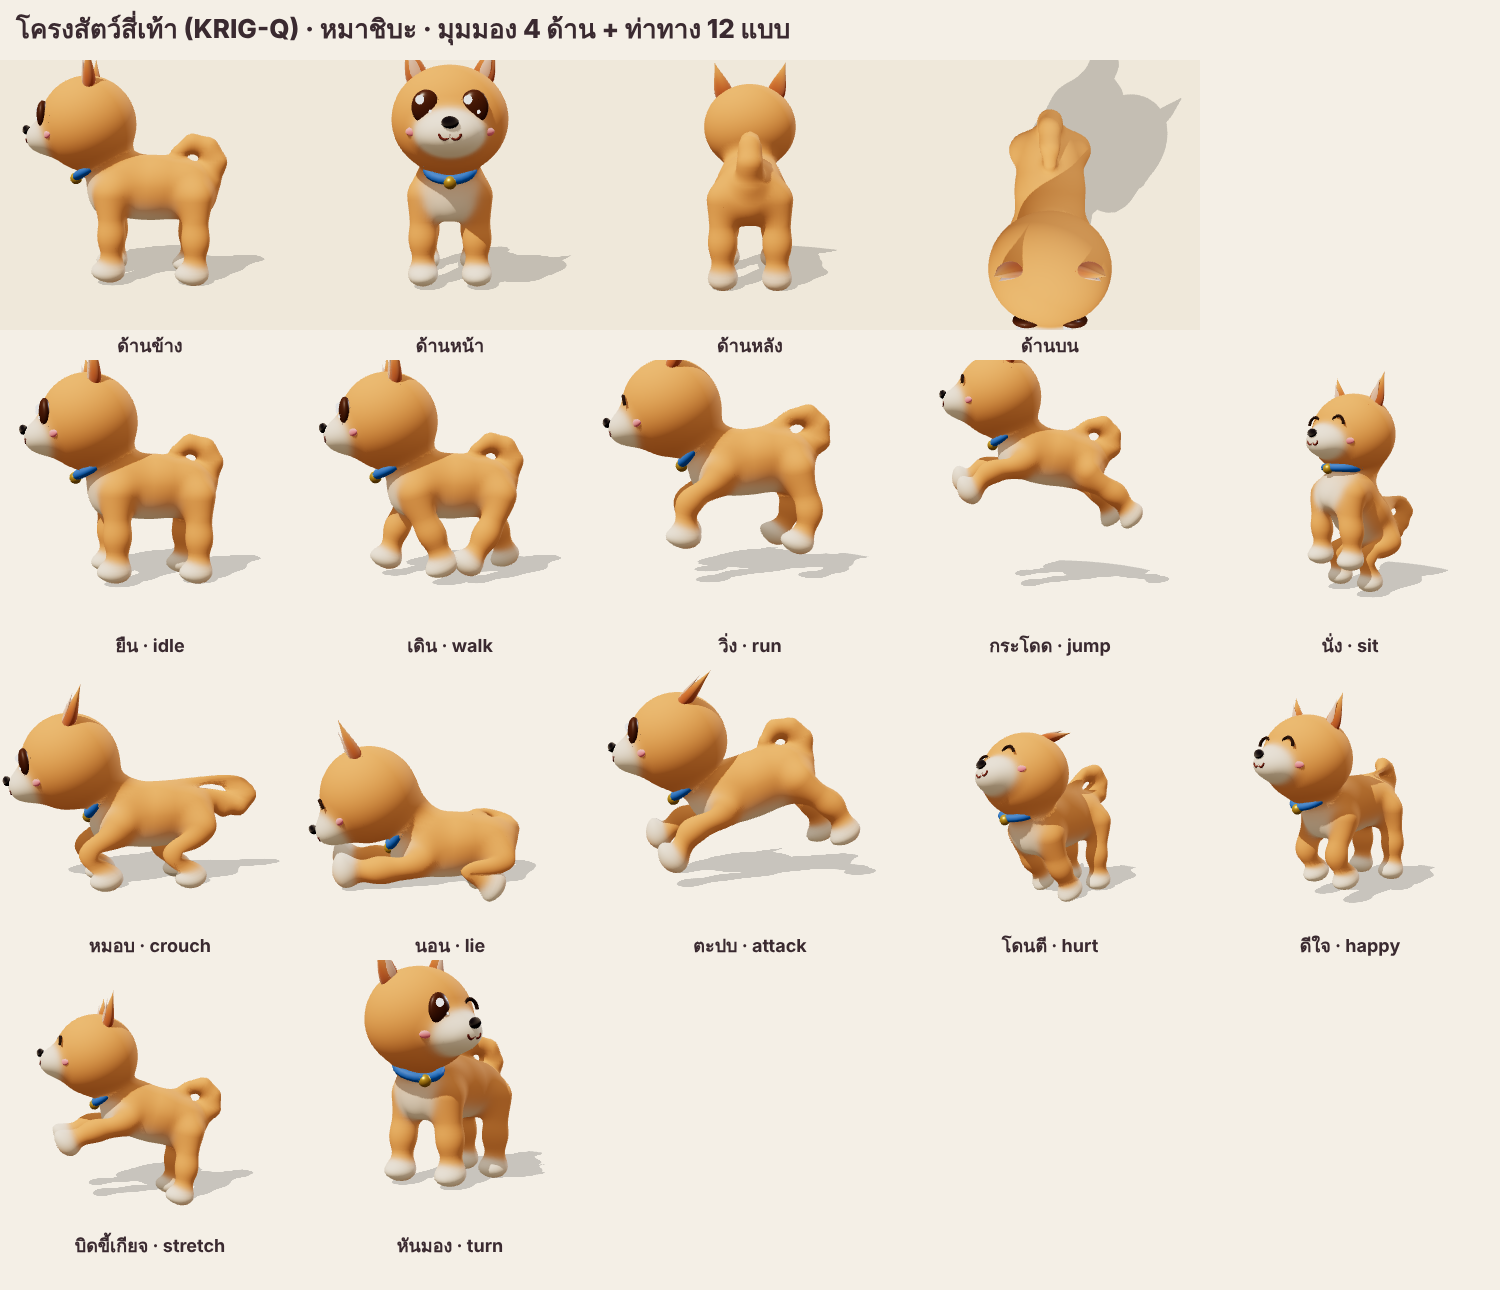 โครงสัตว์สี่เท้า (KRIG-Q) · หมาชิบะ · มุมมอง 4 ด้าน + ท่าทาง 12 แบบ
ด้านข้าง
ด้านหน้า
ด้านหลัง
ด้านบน
ยืน · idle
เดิน · walk
วิ่ง · run
กระโดด · jump
นั่ง · sit
หมอบ · crouch
นอน · lie
ตะปบ · attack
โดนตี · hurt
ดีใจ · happy
บิดขี้เกียจ · stretch
หันมอง · turn